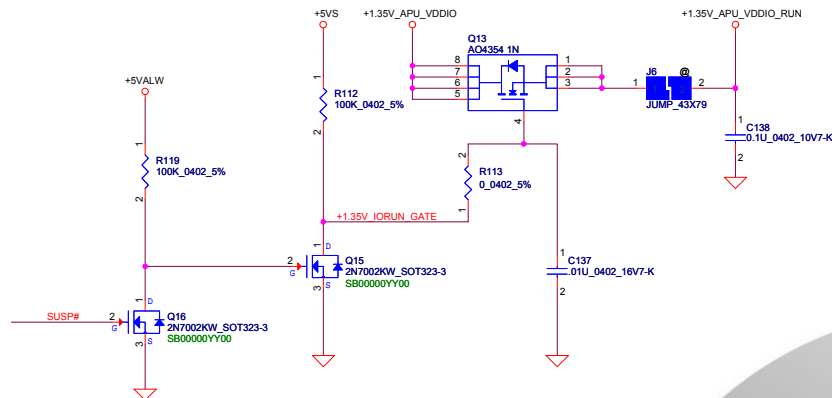 +5VS
+1.35V_APU_VDDIO
+1.35V_APU_VDDIO_RUN
Q13
AO4354 1N
8
7
6
5
1
2
3
4
J6
@
1
2
1
2
JUMP_43X79
+5VALW
1
R112
100K_0402_5%
2
1
C138
0.1U_0402_10V7-K
2
1
R119
100K_0402_5%
2
2
R113
0_0402_5%
1
+1.35V_IORUN_GATE
1
D
Q15
2N7002KW_SOT323-3
SB00000YY00
2
G
3
S
1
C137
.01U_0402_16V7-K
2
1
D
Q16
2N7002KW_SOT323-3
SB00000YY00
SUSP#
2
G
3
S